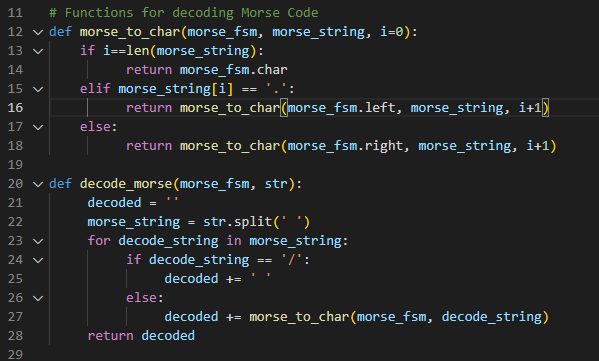 11 # Functions for decoding Morse Code
12 def morse_to_char(morse_fsm, morse_string, i=0):
13     if i==len(morse_string):
14         return morse_fsm.char
15     elif morse_string[i] == '.':
16         return morse_to_char(morse_fsm.left, morse_string, i+1)
17     else:
18         return morse_to_char(morse_fsm.right, morse_string, i+1)
19
20 def decode_morse(morse_fsm, str):
21     decoded = ''
22     morse_string = str.split(' ')
23     for decode_string in morse_string:
24         if decode_string == '/':
25             decoded += ' '
26         else:
27             decoded += morse_to_char(morse_fsm, decode_string)
28     return decoded
29